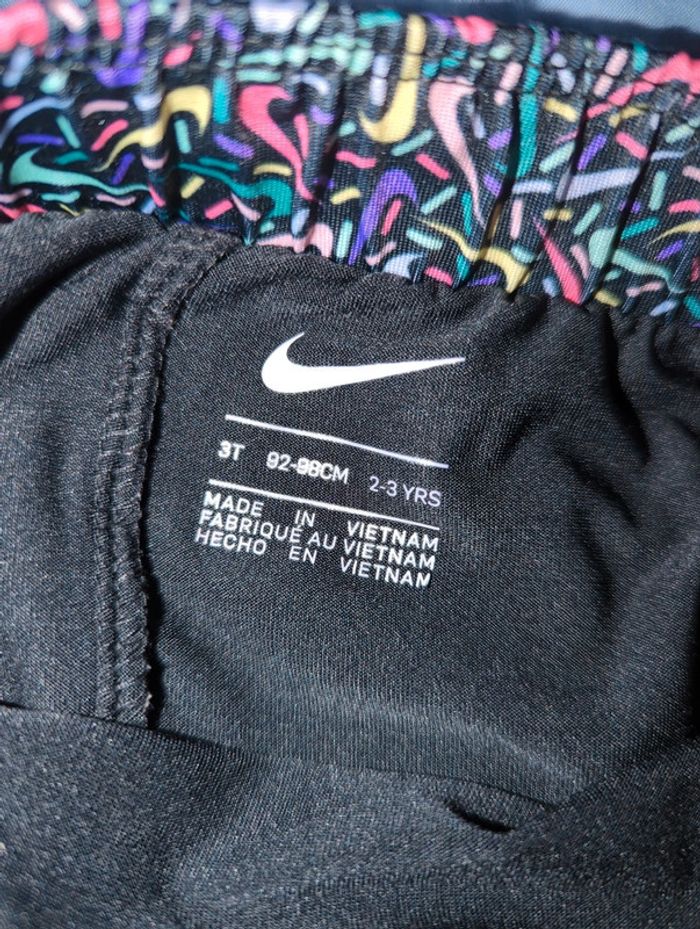 3T 92-98CM 2-3 YRS
MADE IN VIETNAM
FABRIQUÉ AU VIETNAM
HECHO EN VIETNAM